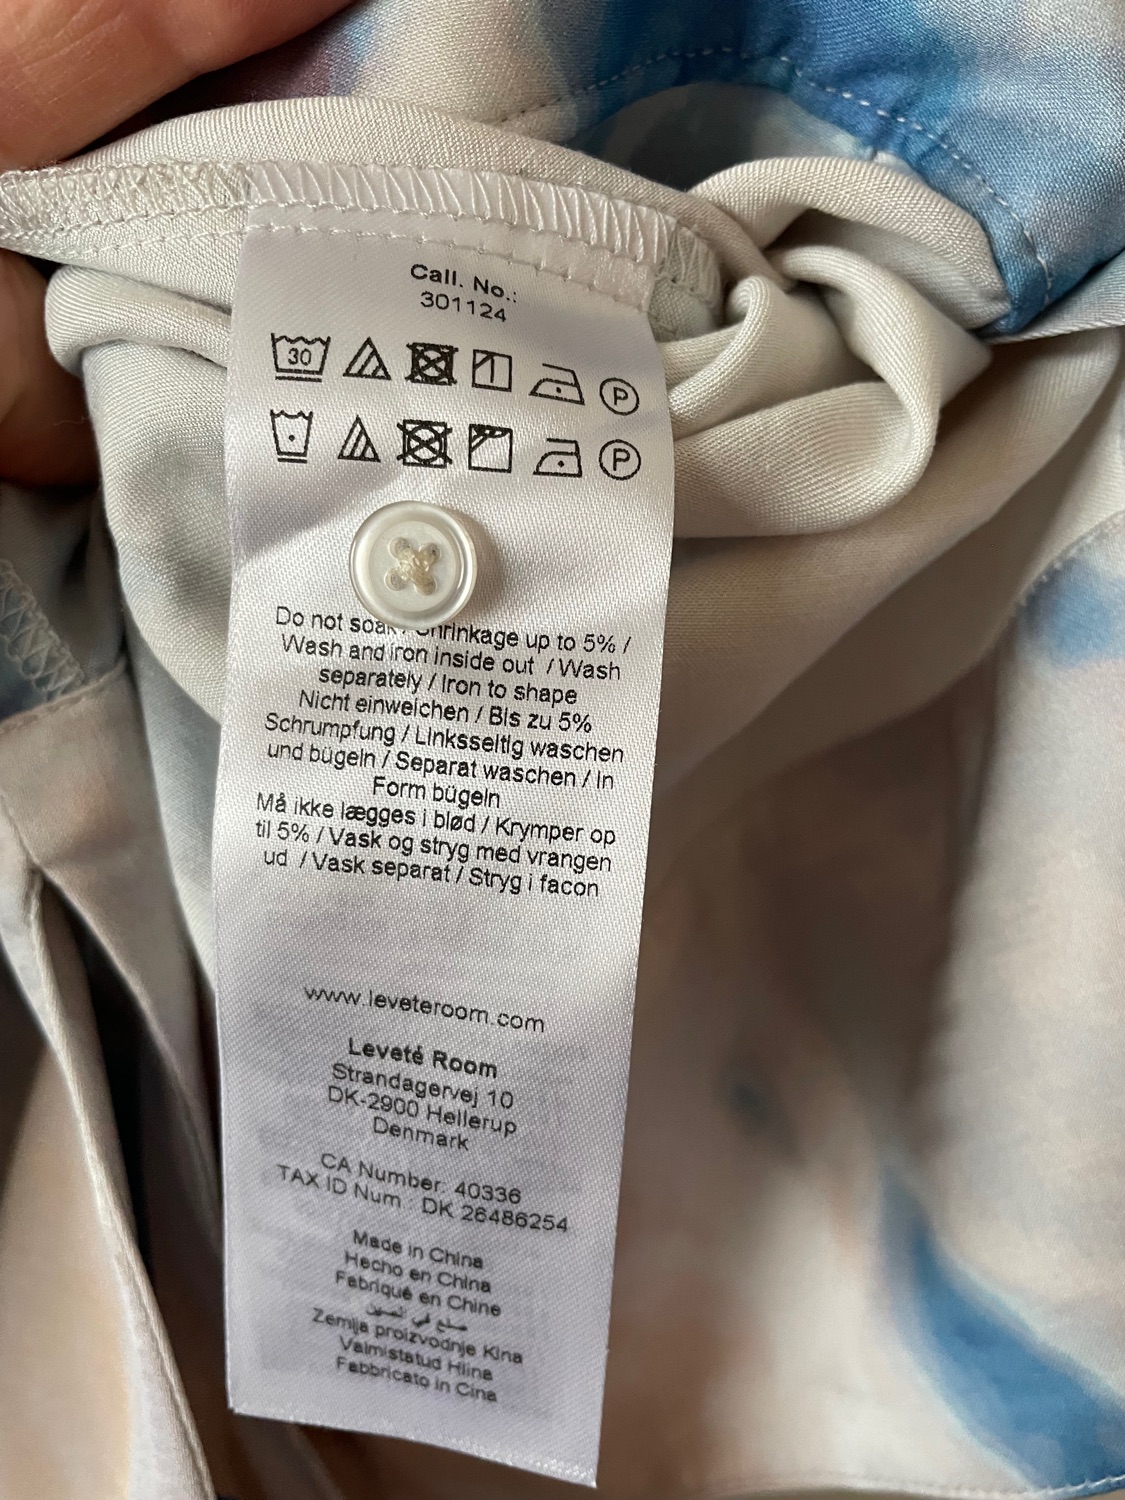 Call. No.:
301124
30
P
P
Do not soak / Shrinkage up to 5% /
Wash and iron inside out / Wash
separately / Iron to shape
Nicht einweichen / Bis zu 5%
Schrumpfung / Linksseitig waschen
und bügeln / Separat waschen / In
Form bügeln
Må ikke lægges i blød / Krymper op
til 5% / Vask og stryg med vrangen
ud / Vask separat / Stryg i facon
www.leveteroom.com
Leveté Room
Strandagervej 10
DK-2900 Hellerup
Denmark
CA Number: 40336
TAX ID Num.: DK 26486254
Made in China
Hecho en China
Fabriqué en Chine
صنع في الصين
Zemlja proizvodnje Kina
Valmistatud Hiina
Fabbricato in Cina